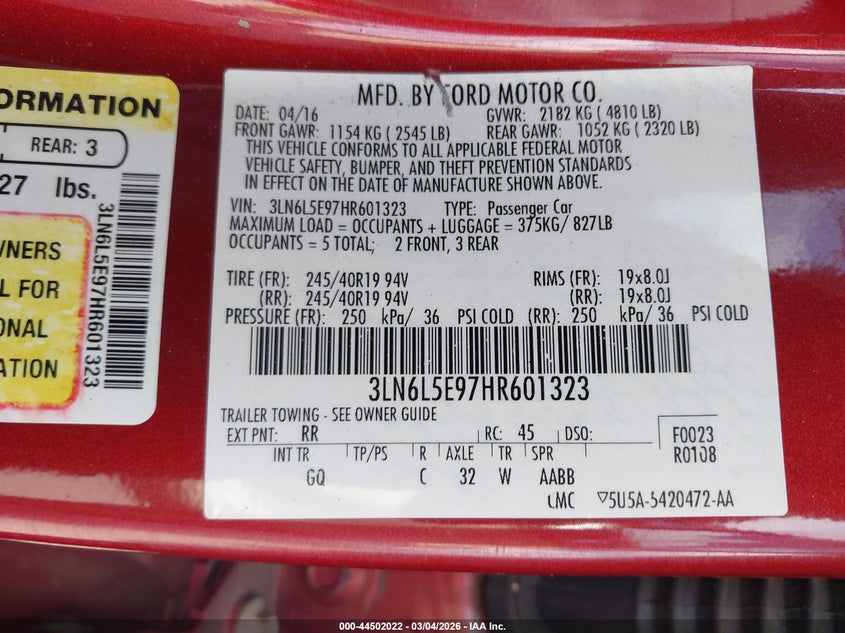 ORMATION
REAR: 3
27 lbs.
3LN6L5E97HR601323
WNERS
L FOR
ONAL
ATION
MFD. BY FORD MOTOR CO.
DATE: 04/16 GVWR: 2182 KG ( 4810 LB)
FRONT GAWR: 1154 KG ( 2545 LB) REAR GAWR: 1052 KG ( 2320 LB)
THIS VEHICLE CONFORMS TO ALL APPLICABLE FEDERAL MOTOR
VEHICLE SAFETY, BUMPER, AND THEFT PREVENTION STANDARDS
IN EFFECT ON THE DATE OF MANUFACTURE SHOWN ABOVE.
VIN: 3LN6L5E97HR601323 TYPE: Passenger Car
MAXIMUM LOAD = OCCUPANTS + LUGGAGE = 375KG/ 827LB
OCCUPANTS = 5 TOTAL; 2 FRONT, 3 REAR
TIRE (FR): 245/40R19 94V RIMS (FR): 19x8.0J
(RR): 245/40R19 94V (RR): 19x8.0J
PRESSURE (FR): 250 kPa/ 36 PSI COLD (RR): 250 kPa/ 36 PSI COLD
3LN6L5E97HR601323
TRAILER TOWING - SEE OWNER GUIDE
EXT PNT: RR RC: 45 DSO: F0023
INT TR TP/PS R AXLE TR SPR R0108
GQ C 32 W AABB
LMC ▽5U5A-5420472-AA
000-44502022 / 03/04/2026 / IAA Inc.